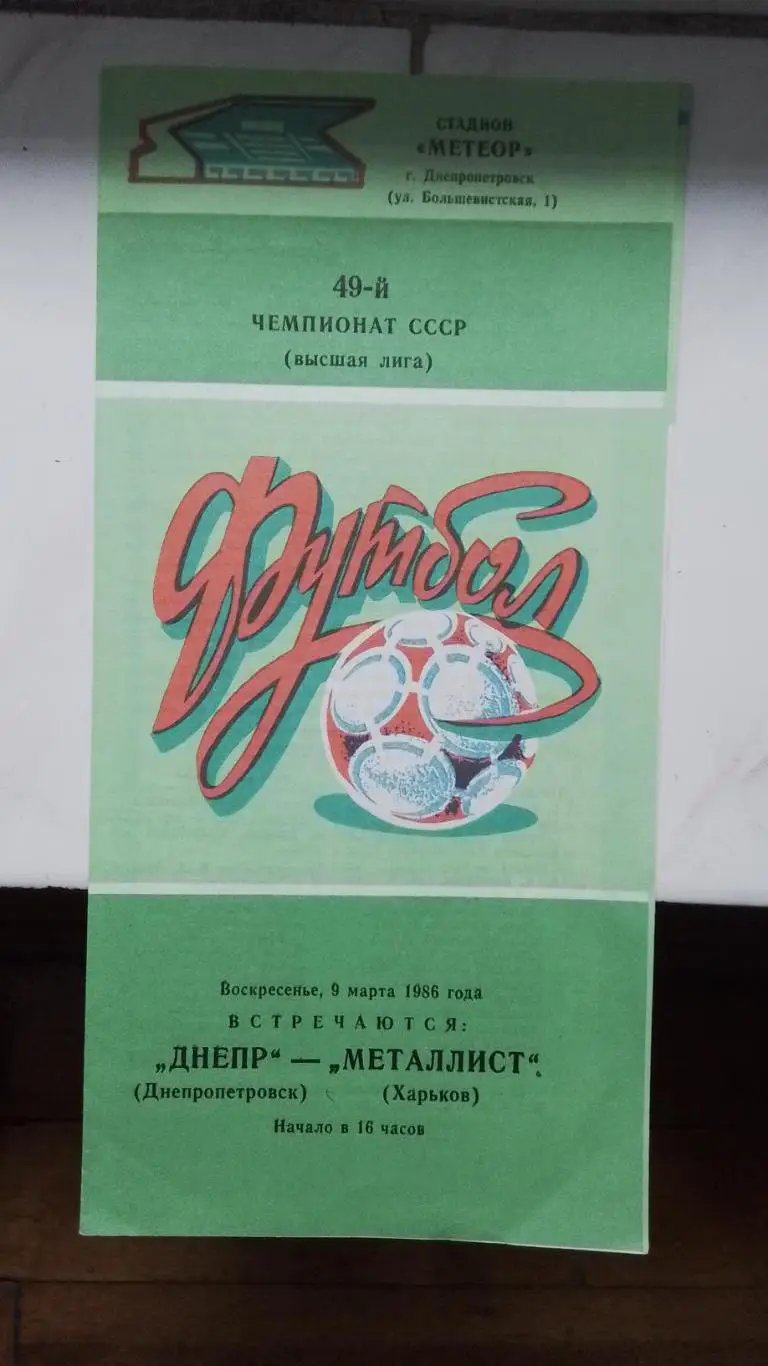 СТАДИОН
«МЕТЕОР»
г. Днепропетровск
(ул. Большевистская, 1)
49-й
ЧЕМПИОНАТ СССР
(высшая лига)
Футбол
Воскресенье, 9 марта 1986 года
ВСТРЕЧАЮТСЯ:
„ДНЕПР“ — „МЕТАЛЛИСТ“
(Днепропетровск) (Харьков)
Начало в 16 часов